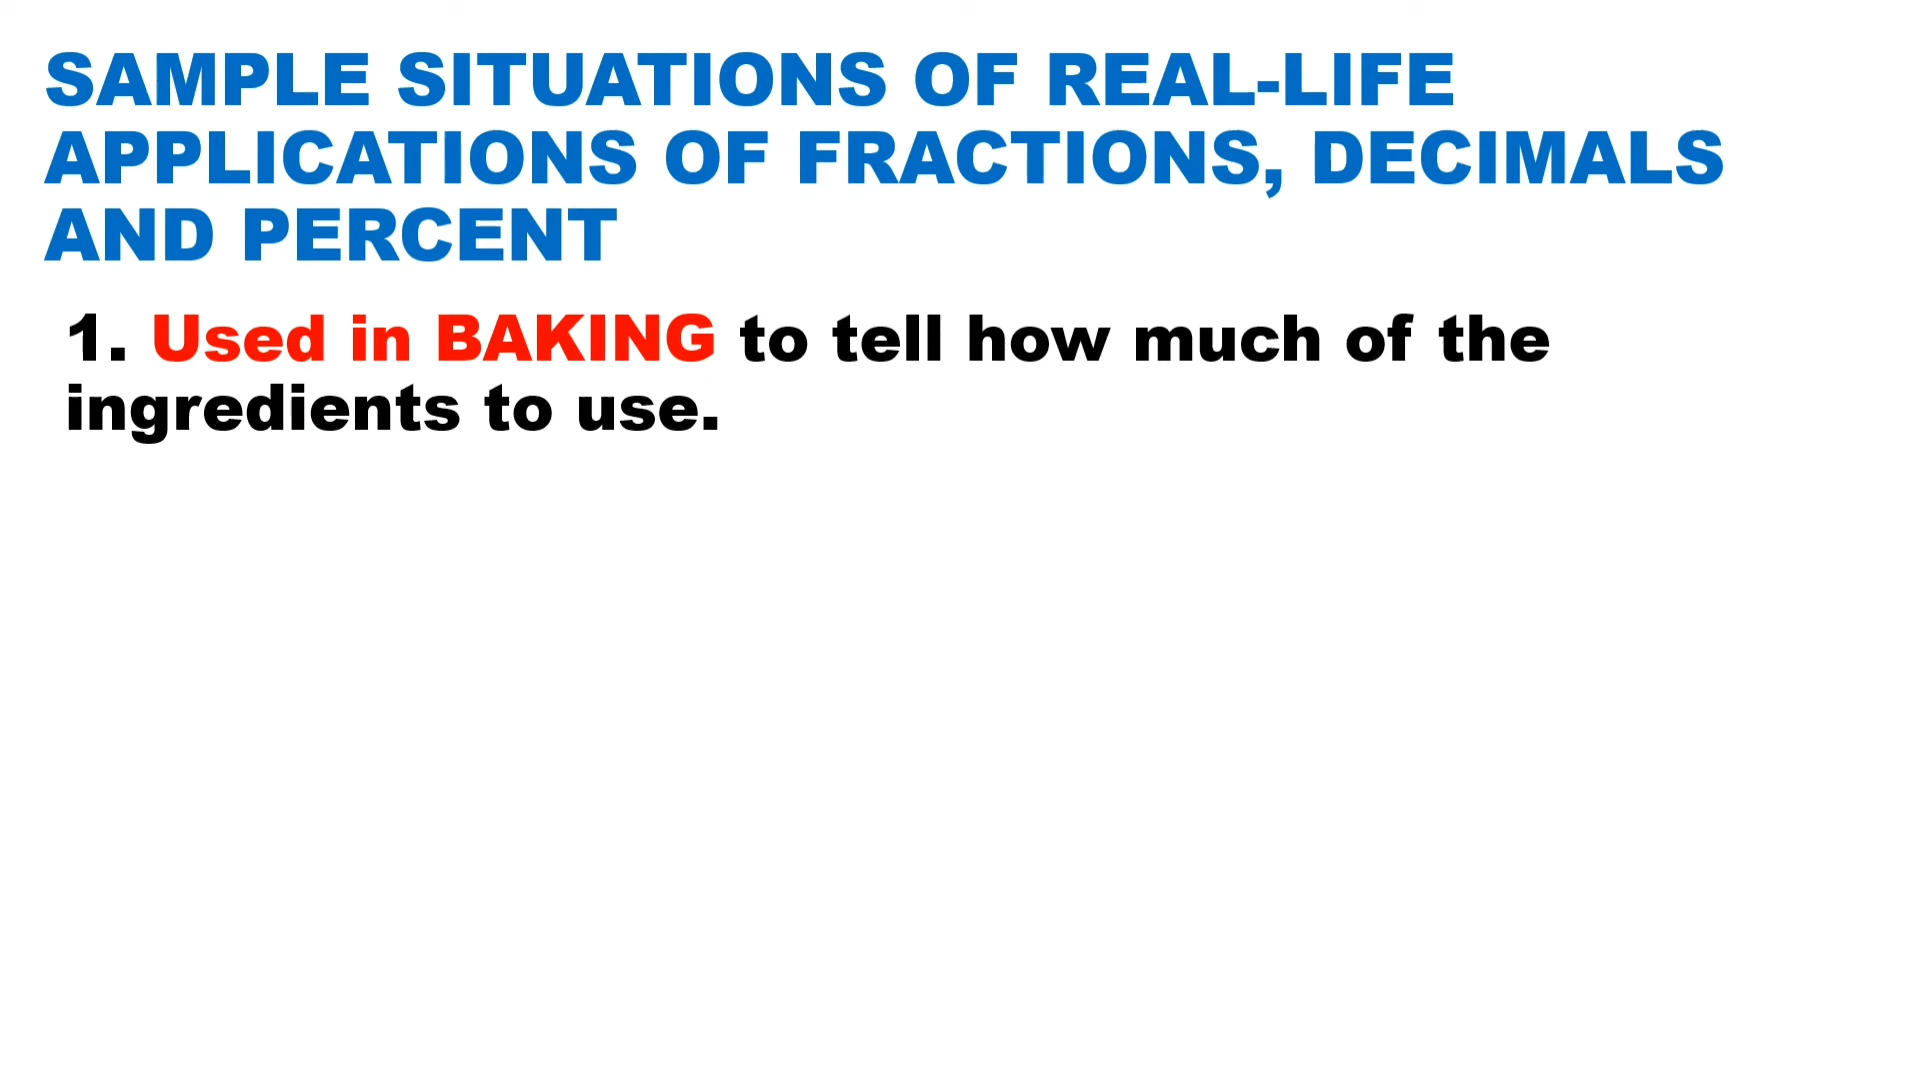 SAMPLE SITUATIONS OF REAL-LIFE
APPLICATIONS OF FRACTIONS, DECIMALS
AND PERCENT
1. Used in BAKING to tell how much of the
ingredients to use.